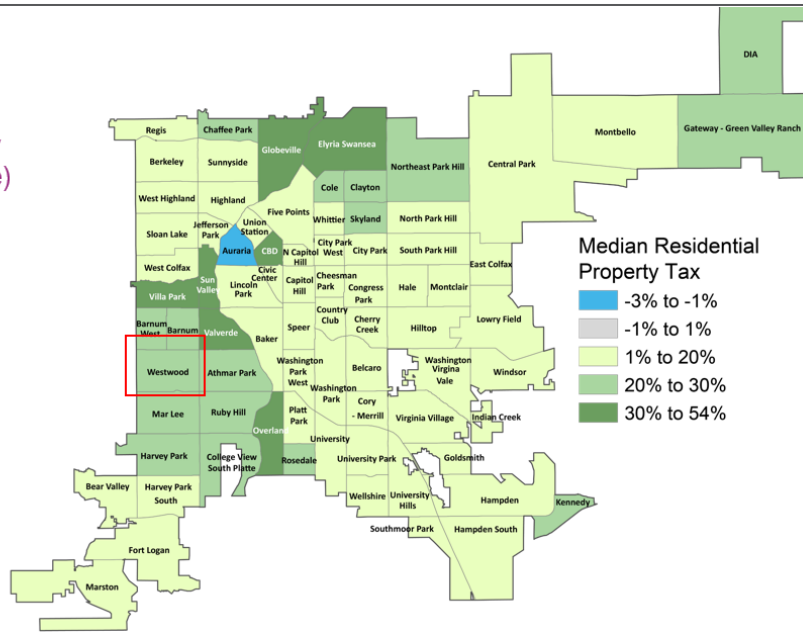 e)
DIA
Regis
Chaffee Park
Globeville
Elyria Swansea
Montbello
Gateway - Green Valley Ranch
Berkeley
Sunnyside
Northeast Park Hill
Central Park
West Highland
Highland
Cole
Clayton
Five Points
Whittier
Skyland
North Park Hill
Sloan Lake
Jefferson
Park
Union
Station
Auraria
CBD
N Capitol
Hill
City Park
West
City Park
South Park Hill
East Colfax
West Colfax
Sun
Valley
Civic
Center
Lincoln
Park
Capitol
Hill
Cheesman
Park
Congress
Park
Hale
Montclair
Villa Park
Barnum
West
Barnum
Valverde
Baker
Speer
Country
Club
Cherry
Creek
Hilltop
Lowry Field
Westwood
Athmar Park
Washington
Park
West
Washington
Park
Belcaro
Washington
Virgina
Vale
Windsor
Mar Lee
Ruby Hill
Overlan
Platt
Park
Cory
- Merrill
Virginia Village
Indian Creek
University
Harvey Park
College View
South Platte
Rosedale
University Park
Goldsmith
Bear Valley
Harvey Park
South
Wellshire
University
Hills
Hampden
Kennedy
Southmoor Park
Hampden South
Fort Logan
Marston
Median Residential
Property Tax
-3% to -1%
-1% to 1%
1% to 20%
20% to 30%
30% to 54%